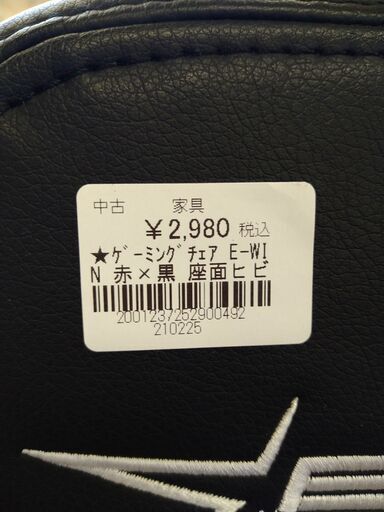 中古 家具
¥2,980 税込
★ｹﾞｰﾐﾝｸﾞﾁｪｱ E-WI
N 赤×黒 座面ヒビ
2001237252900492
210225